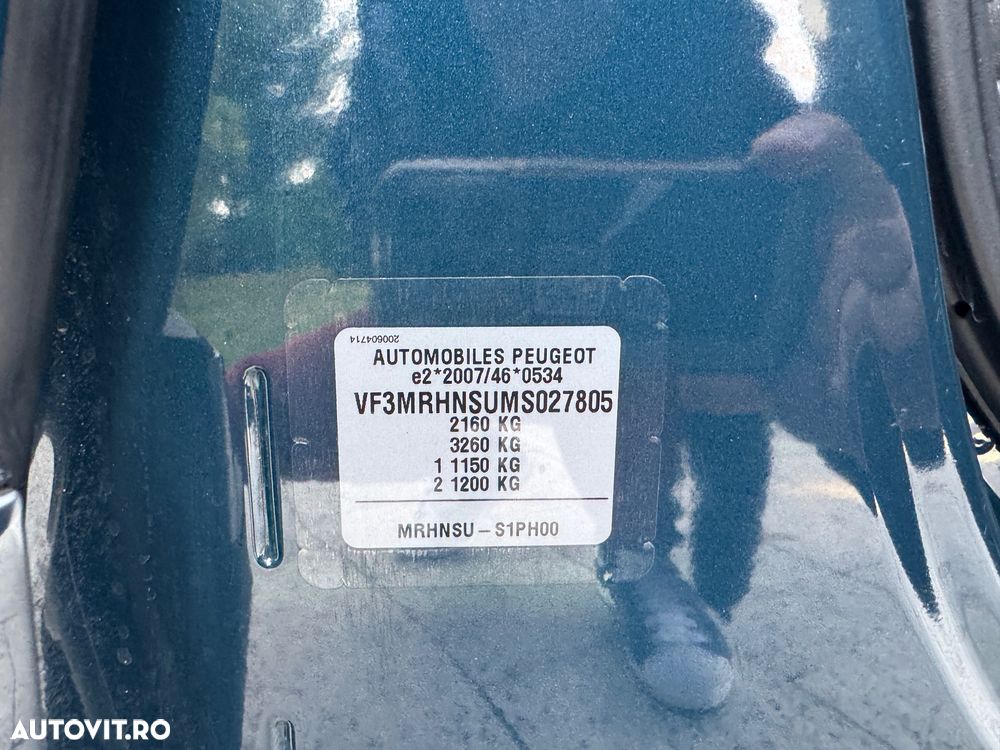 200604714
AUTOMOBILES PEUGEOT
e2*2007/46*0534
VF3MRHNSUMS027805
2160 KG
3260 KG
1 1150 KG
2 1200 KG
MRHNSU-S1PH00
AUTOVIT.RO